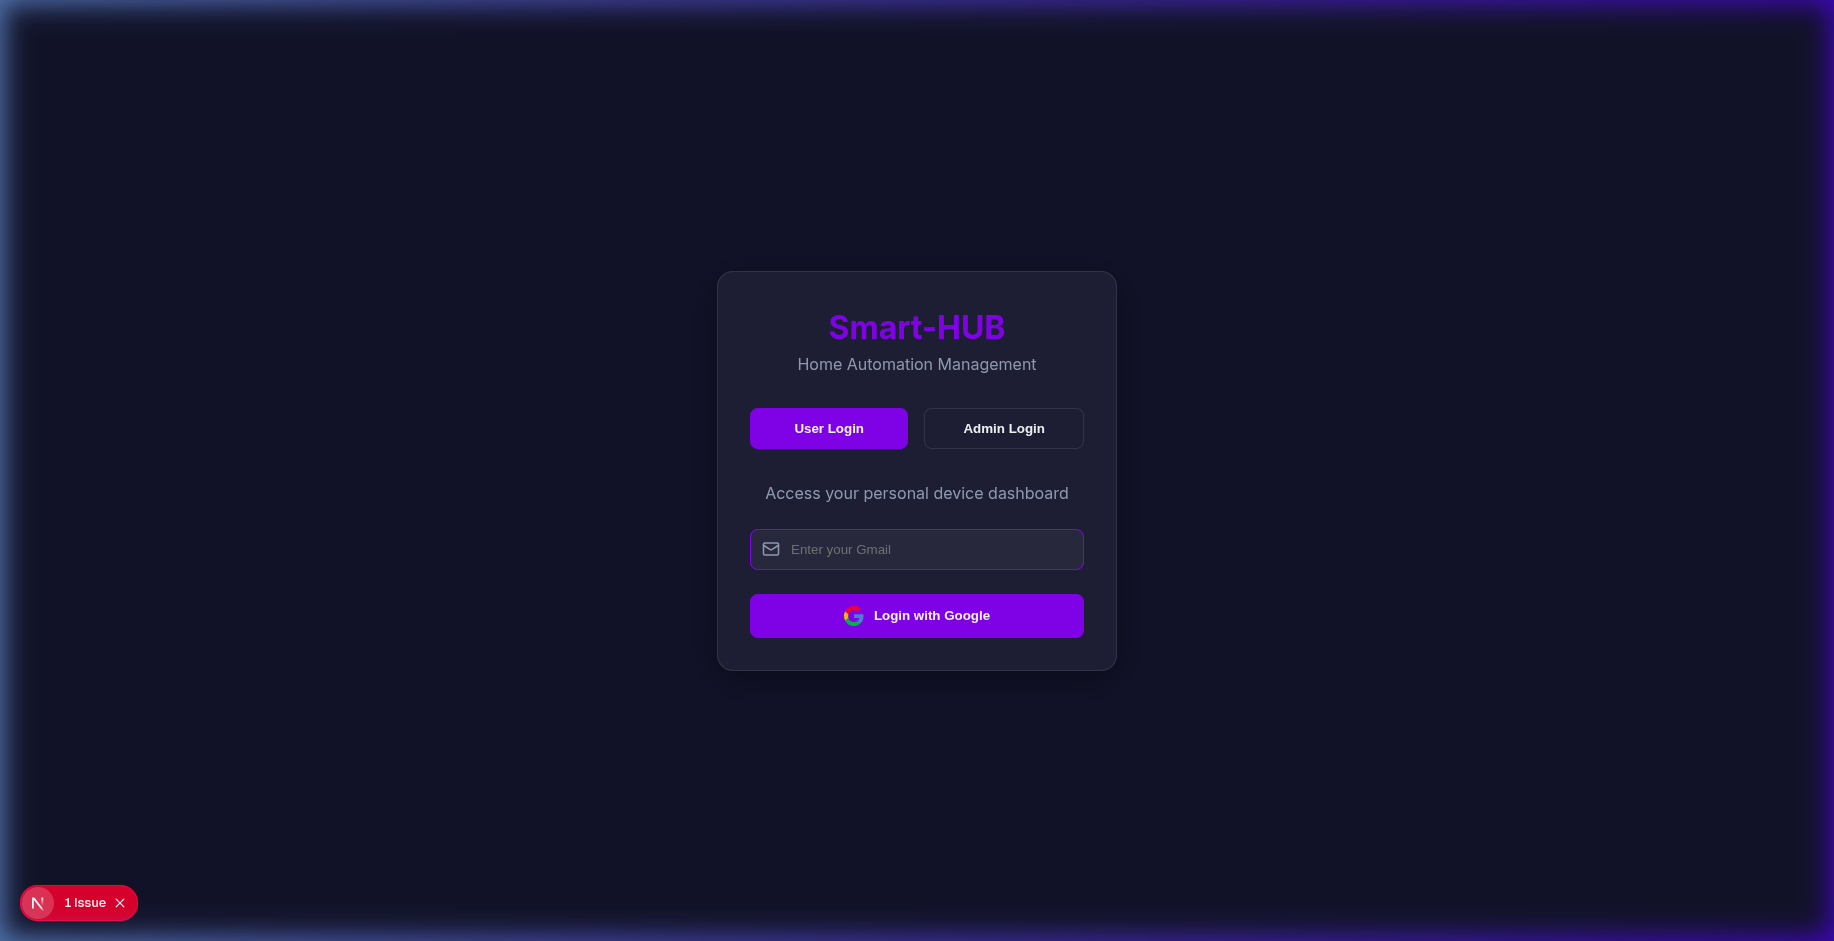 Smart-HUB
Home Automation Management
User Login
Admin Login
Access your personal device dashboard
Enter your Gmail
Login with Google
1 Issue